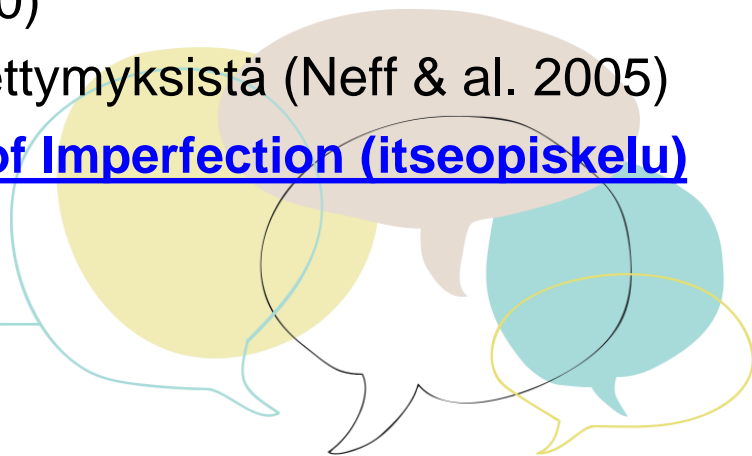 0)
ettymyksistä (Neff & al. 2005)
of Imperfection (itseopiskelu)